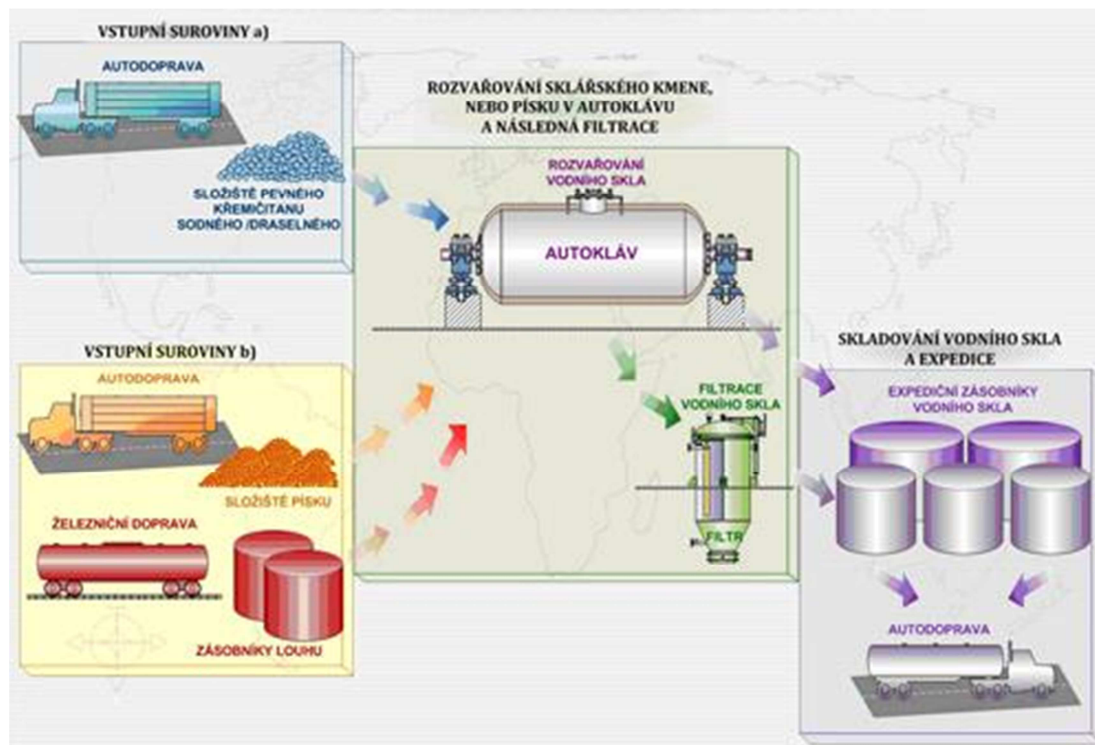 VSTUPNÍ SUROVINY a)
AUTODOPRAVA
SLOŽIŠTĚ PEVNÉHO
KŘEMIČITANU
SODNÉHO /DRASELNÉHO
ROZVAŘOVÁNÍ SKLÁŘSKÉHO KMENE,
NEBO PÍSKU V AUTOKLÁVU
A NÁSLEDNÁ FILTRACE
ROZVAŘOVÁNÍ
VODNÍHO SKLA
AUTOKLÁV
VSTUPNÍ SUROVINY b)
AUTODOPRAVA
SLOŽIŠTĚ PÍSKU
ŽELEZNIČNÍ DOPRAVA
ZÁSOBNÍKY LOUHU
FILTRACE
VODNÍHO SKLA
FILTR
SKLADOVÁNÍ VODNÍHO SKLA
A EXPEDICE
EXPEDIČNÍ ZÁSOBNÍKY
VODNÍHO SKLA
AUTODOPRAVA